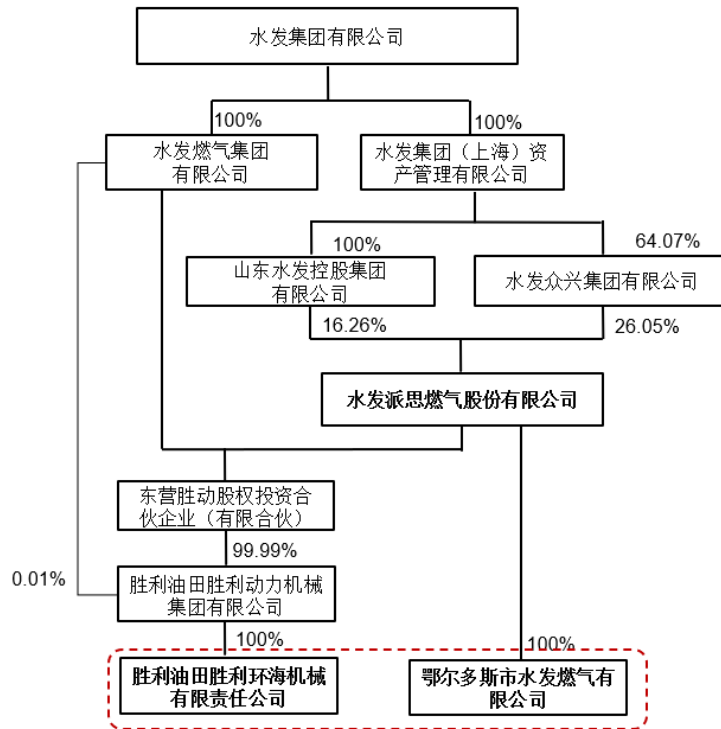 水发集团有限公司
100%
100%
水发燃气集团
有限公司
水发集团（上海）资
产管理有限公司
100%
64.07%
山东水发控股集团
有限公司
水发众兴集团有限公司
16.26%
26.05%
水发派思燃气股份有限公司
东营胜动股权投资合
伙企业（有限合伙）
99.99%
0.01%
胜利油田胜利动力机械
集团有限公司
100%
100%
胜利油田胜利环海机械
有限责任公司
鄂尔多斯市水发燃气有
限公司